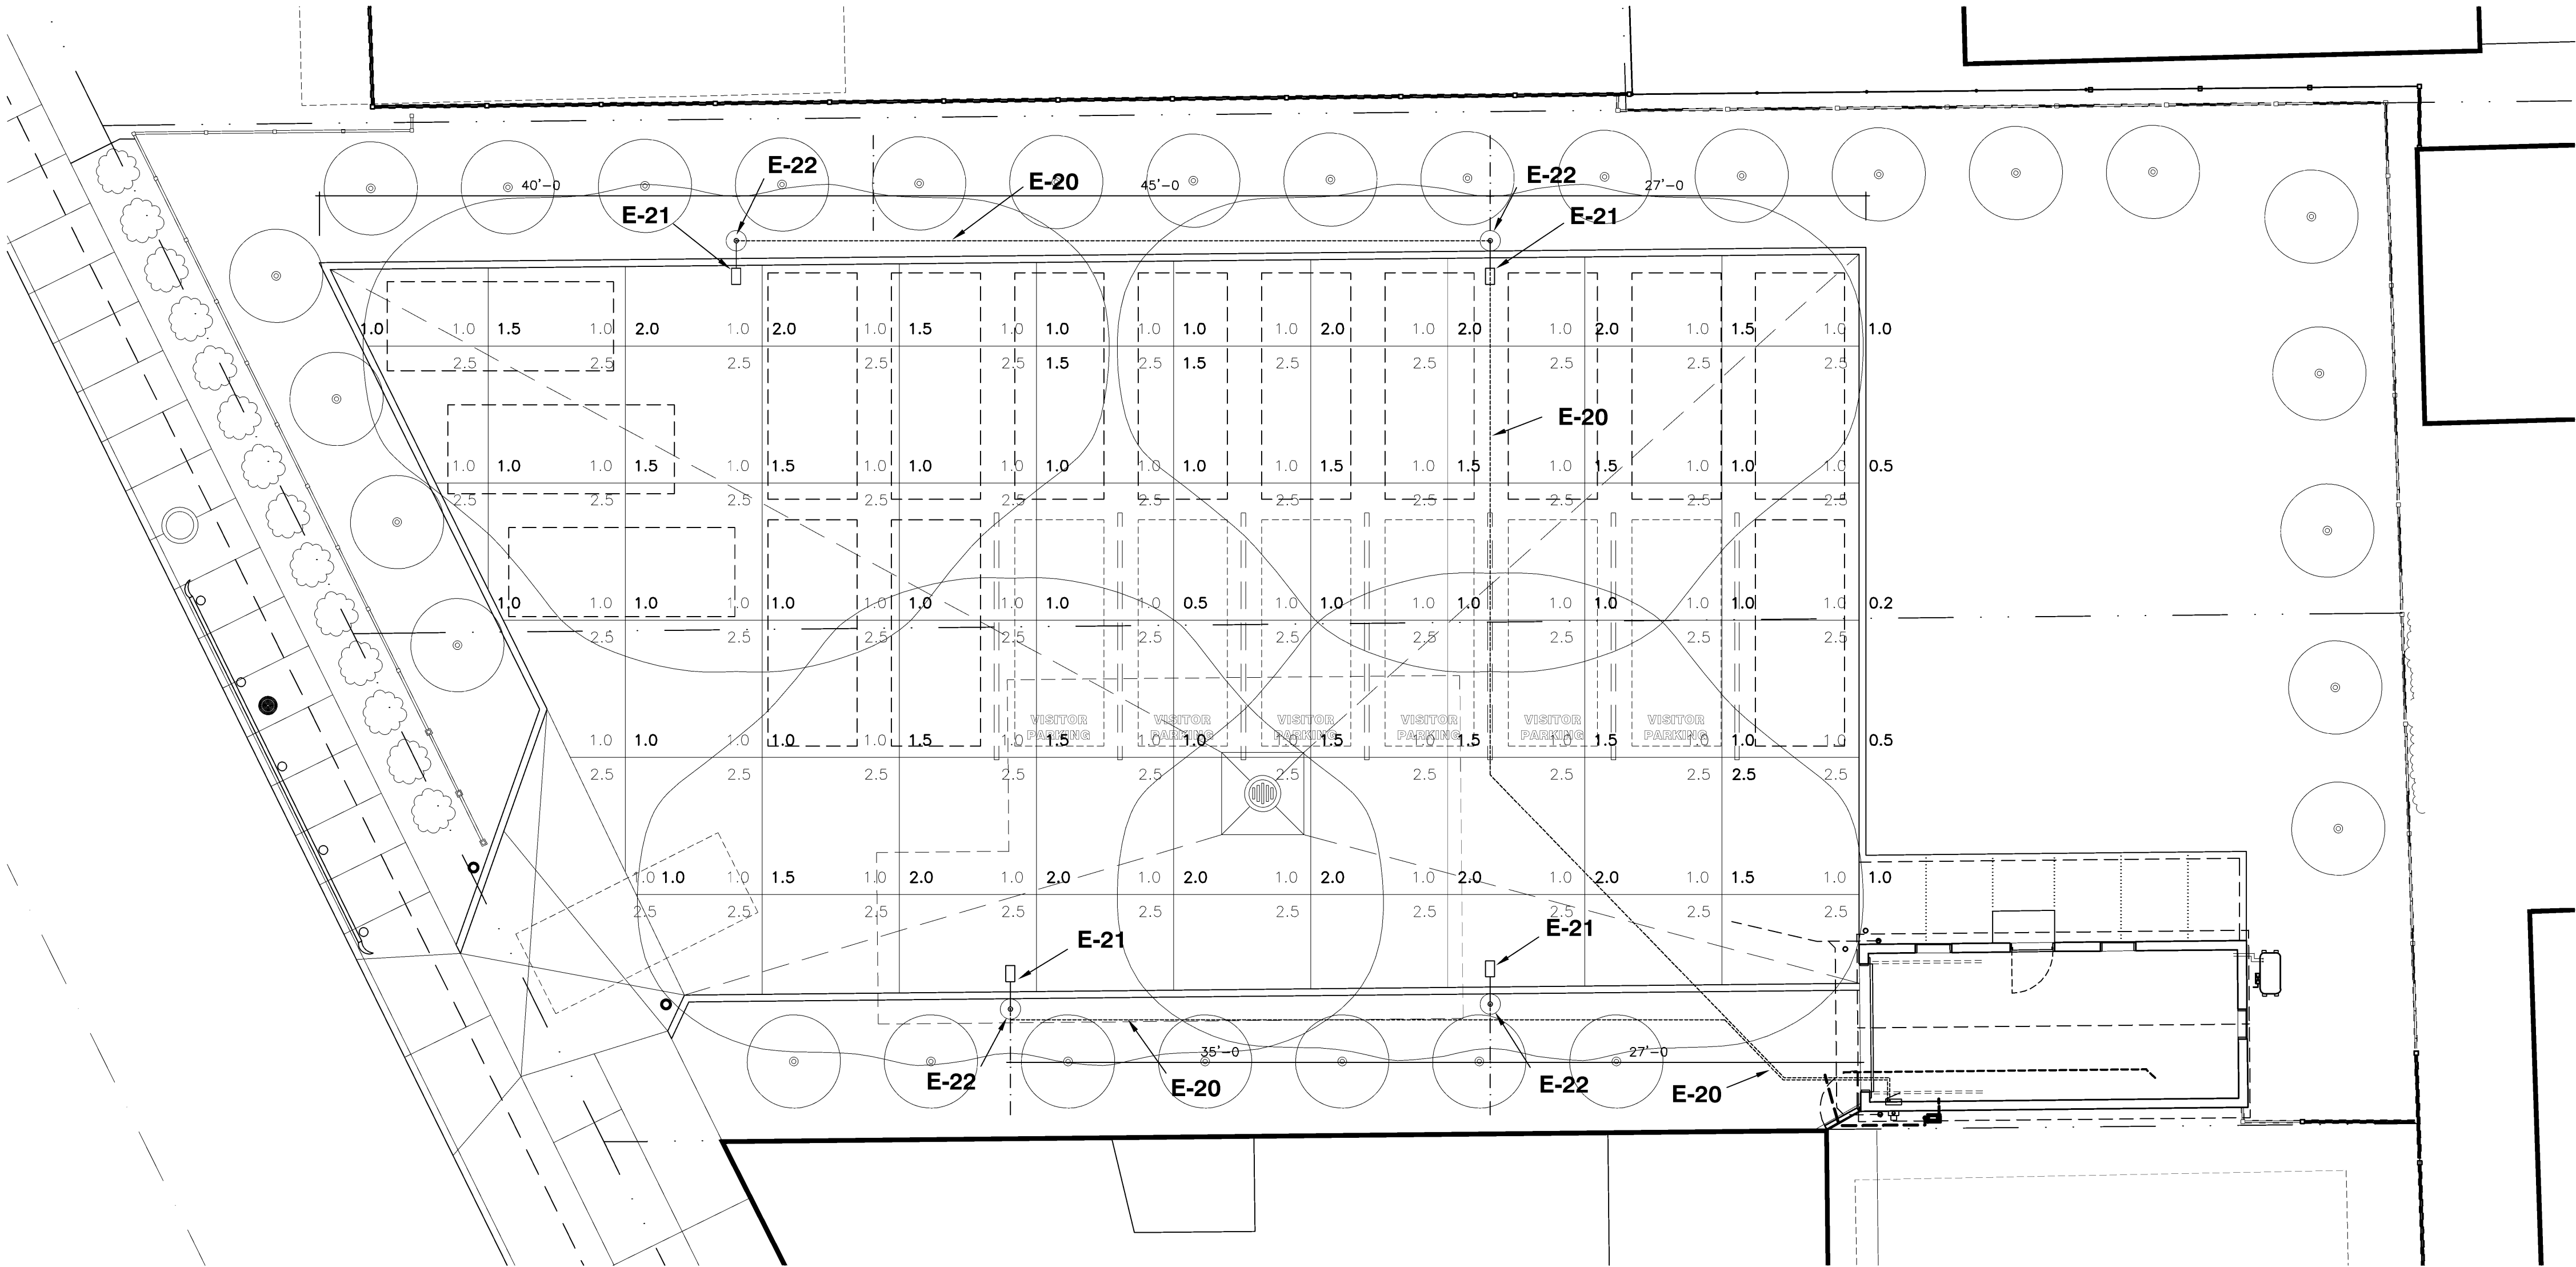 E-22 E-20 E-22
40'-0 45'-0 27'-0
E-21 E-21
1.0 1.0 1.5 1.0 2.0 1.0 2.0 1.0 1.5 1.0 1.0 1.0 1.0 1.0 2.0 1.0 2.0 1.0 2.0 1.0 1.5 1.0 1.0
2.5 2.5 2.5 2.5 2.5 1.5 2.5 1.5 2.5 2.5 2.5 2.5 2.5
E-20
1.0 1.0 1.0 1.5 1.0 1.5 1.0 1.0 1.0 1.0 1.0 1.0 1.0 1.5 1.0 1.5 1.0 1.5 1.0 1.0 1.0 0.5
2.5 2.5 2.5 2.5 2.5 2.5 2.5 2.5 2.5 2.5 2.5
1.0 1.0 1.0 1.0 1.0 1.0 1.0 1.0 1.0 1.0 0.5 1.0 1.0 1.0 1.0 1.0 1.0 1.0 1.0 1.0 0.2
2.5 2.5 2.5 2.5 2.5 2.5 2.5 2.5 2.5 2.5
VISITOR VISITOR VISITOR VISITOR VISITOR VISITOR
PARKING PARKING PARKING PARKING PARKING PARKING
1.0 1.0 1.0 1.0 1.0 1.5 1.0 1.5 1.0 1.0 1.0 1.5 1.0 1.5 1.0 1.5 1.0 1.0 1.0 0.5
2.5 2.5 2.5 2.5 2.5 2.5 2.5 2.5 2.5 2.5 2.5
1.0 1.0 1.0 1.5 1.0 2.0 1.0 2.0 1.0 2.0 1.0 2.0 1.0 2.0 1.0 2.0 1.0 1.5 1.0 1.0
2.5 2.5 2.5 2.5 2.5 2.5 2.5 2.5 2.5 2.5
E-21 E-21
35'-0 27'-0
E-22 E-20 E-22 E-20